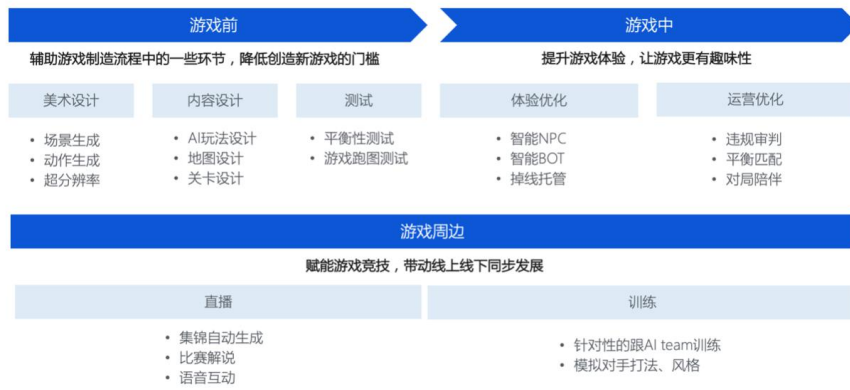 游戏前
游戏中
辅助游戏制造流程中的一些环节，降低创造新游戏的门槛
提升游戏体验，让游戏更有趣味性
美术设计
内容设计
测试
体验优化
运营优化
• 场景生成
• 动作生成
• 超分辨率
• AI玩法设计
• 地图设计
• 关卡设计
• 平衡性测试
• 游戏跑图测试
• 智能NPC
• 智能BOT
• 掉线托管
• 违规审判
• 平衡匹配
• 对局陪伴
游戏周边
赋能游戏竞技，带动线上线下同步发展
直播
训练
• 集锦自动生成
• 比赛解说
• 语音互动
• 针对性的跟AI team训练
• 模拟对手打法、风格